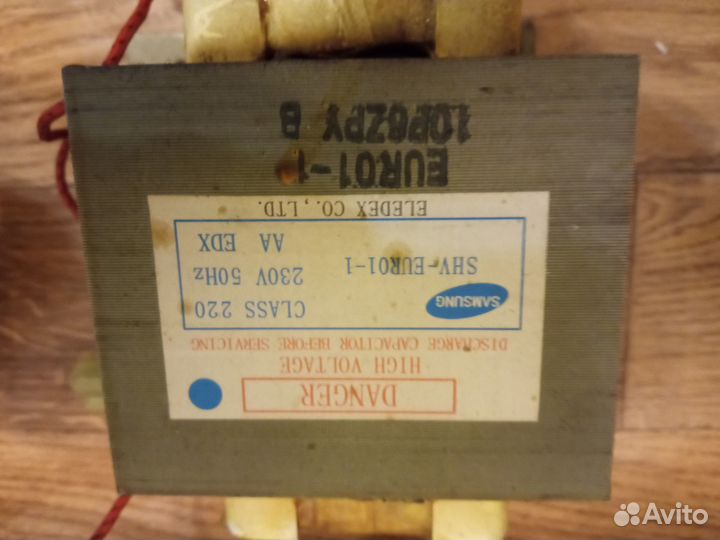 DANGER
HIGH VOLTAGE
DISCHARGE CAPACITOR BEFORE SERVICING
SAMSUNG
CLASS 220
SHV-EUR01-1
230V 50HZ
AA EDX
ELEDEX CO., LTD.
EUR01-1
1QP6ZPY B
Avito